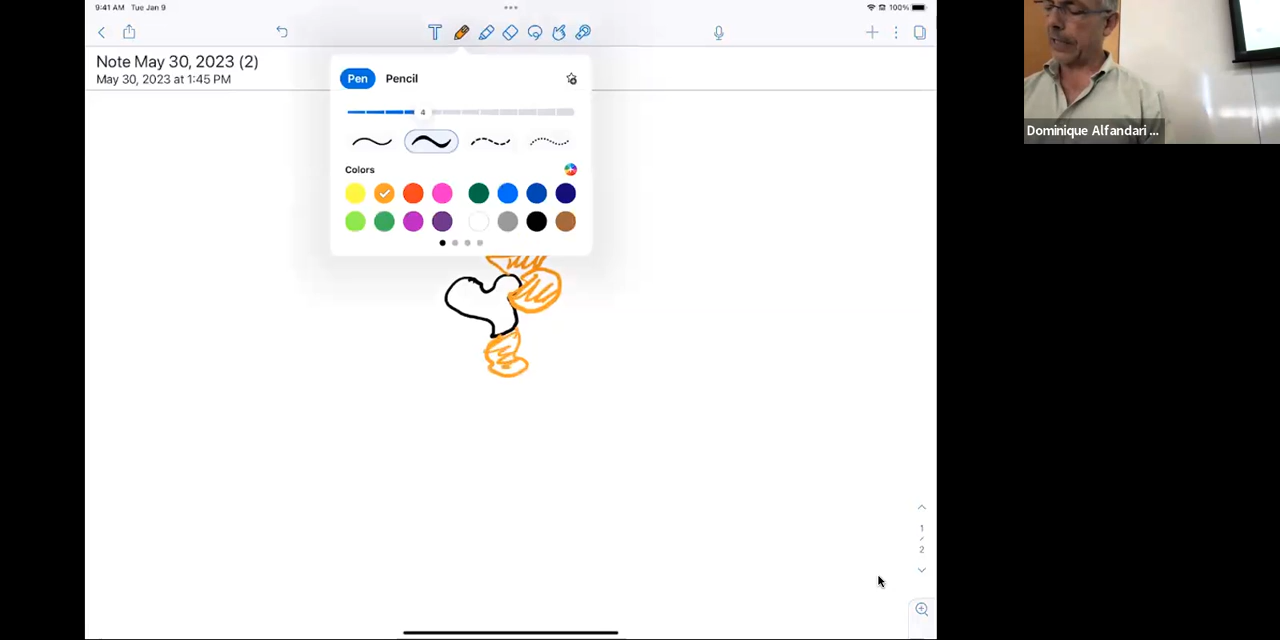 9:41 AM Tue Jan 9
100%
T
Note May 30, 2023 (2)
May 30, 2023 at 1:45 PM
Pen Pencil
4
Colors
1
/
2
Dominique Alfandari ...